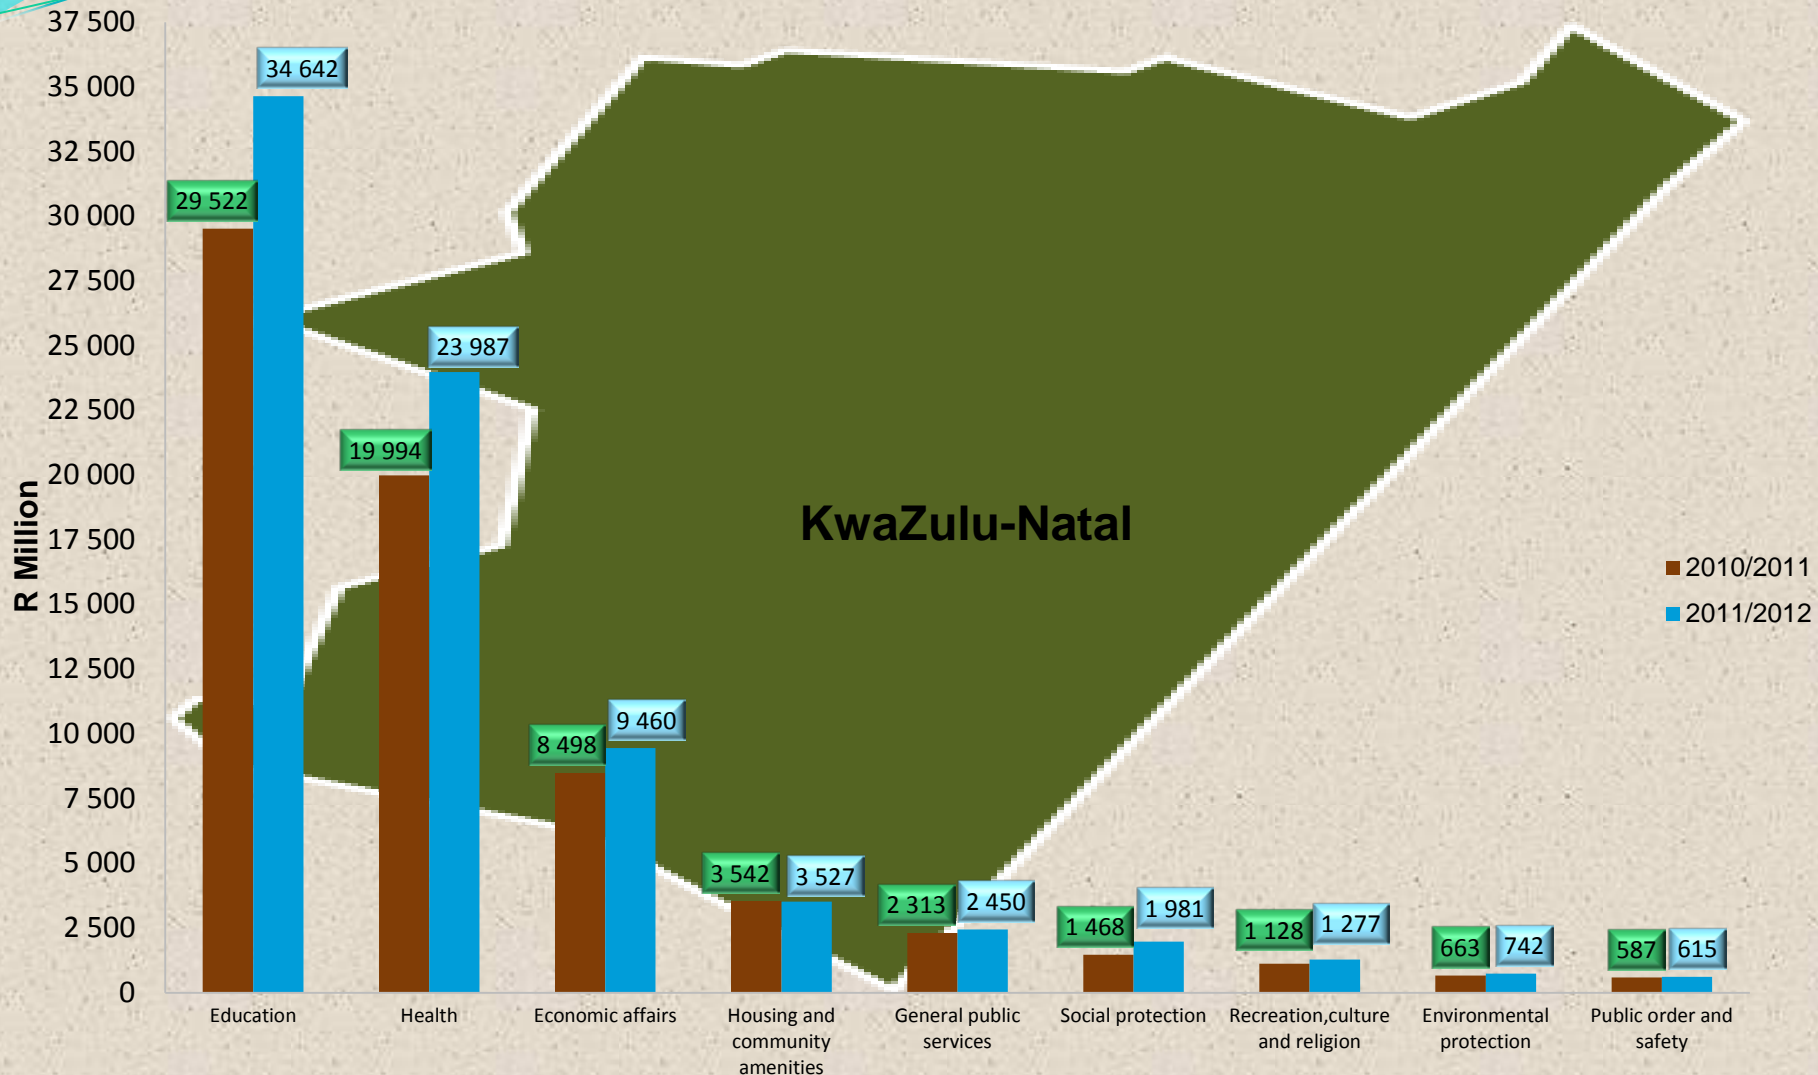 37 500
35 000
32 500
30 000
27 500
25 000
22 500
20 000
17 500
15 000
12 500
10 000
7 500
5 000
2 500
0
R Million
29 522
34 642
19 994
23 987
8 498
9 460
3 542
3 527
2 313
2 450
1 468
1 981
1 128
1 277
663
742
587
615
KwaZulu-Natal
2010/2011
2011/2012
Education
Health
Economic affairs
Housing and
community
amenities
General public
services
Social protection
Recreation,culture
and religion
Environmental
protection
Public order and
safety